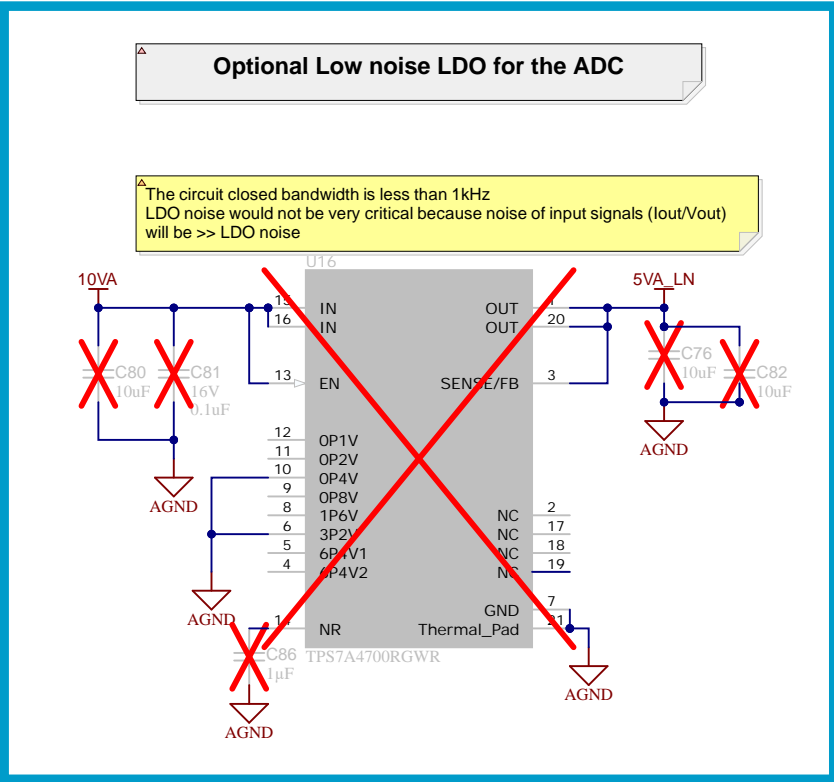 Optional Low noise LDO for the ADC
The circuit closed bandwidth is less than 1kHz
LDO noise would not be very critical because noise of input signals (Iout/Vout)
will be >> LDO noise
U16
10VA
5VA_LN
15 IN
16 IN
13 EN
12 0P1V
11 0P2V
10 0P4V
9 0P8V
8 1P6V
6 3P2V
5 6P4V1
4 6P4V2
14 NR
OUT 1
OUT 20
SENSE/FB 3
NC 2
NC 17
NC 18
NC 19
GND 7
Thermal_Pad 21
TPS7A4700RGWR
C80
10uF
C81
16V
0.1uF
AGND
C76
10uF
C82
10uF
AGND
AGND
C86
1µF
AGND
AGND